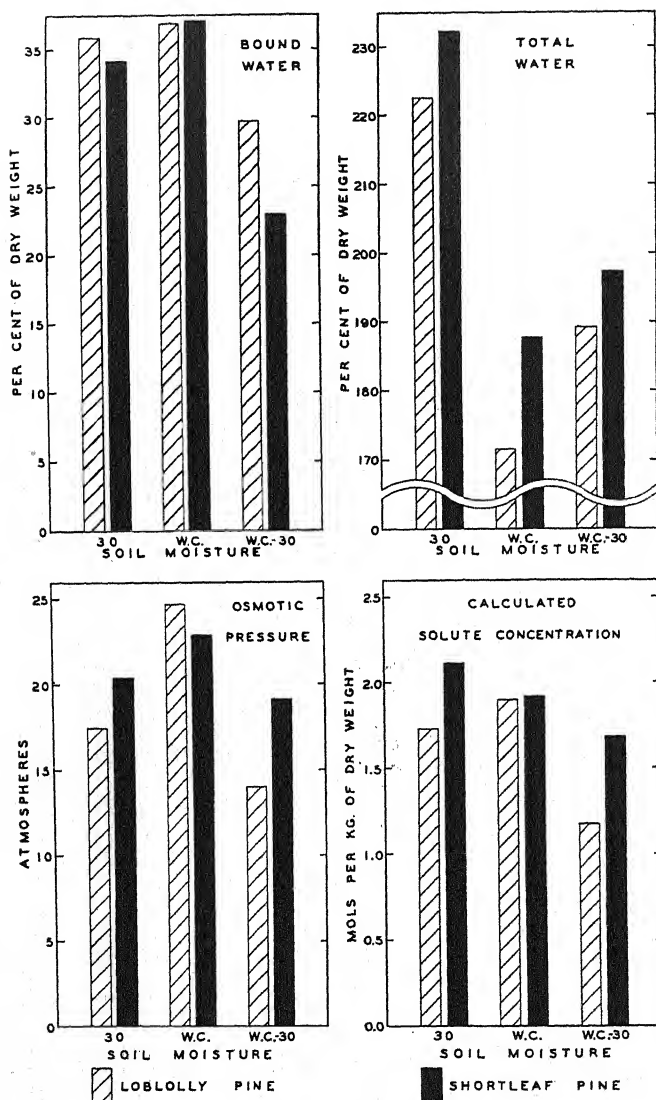 BOUND
WATER
PER CENT OF DRY WEIGHT
35
30
25
20
15
10
5
0
30 W.C. W.C.-30
SOIL MOISTURE
TOTAL
WATER
PER CENT OF DRY WEIGHT
230
220
210
200
190
180
170
0
30 W.C. W.C.-30
SOIL MOISTURE
OSMOTIC
PRESSURE
ATMOSPHERES
25
20
15
10
5
0
30 W.C. W.C.-30
SOIL MOISTURE
CALCULATED
SOLUTE CONCENTRATION
MOLS PER KG. OF DRY WEIGHT
2.5
2.0
1.5
1.0
0.5
0.0
30 W.C. W.C.-30
SOIL MOISTURE
LOBLOLLY PINE
SHORTLEAF PINE